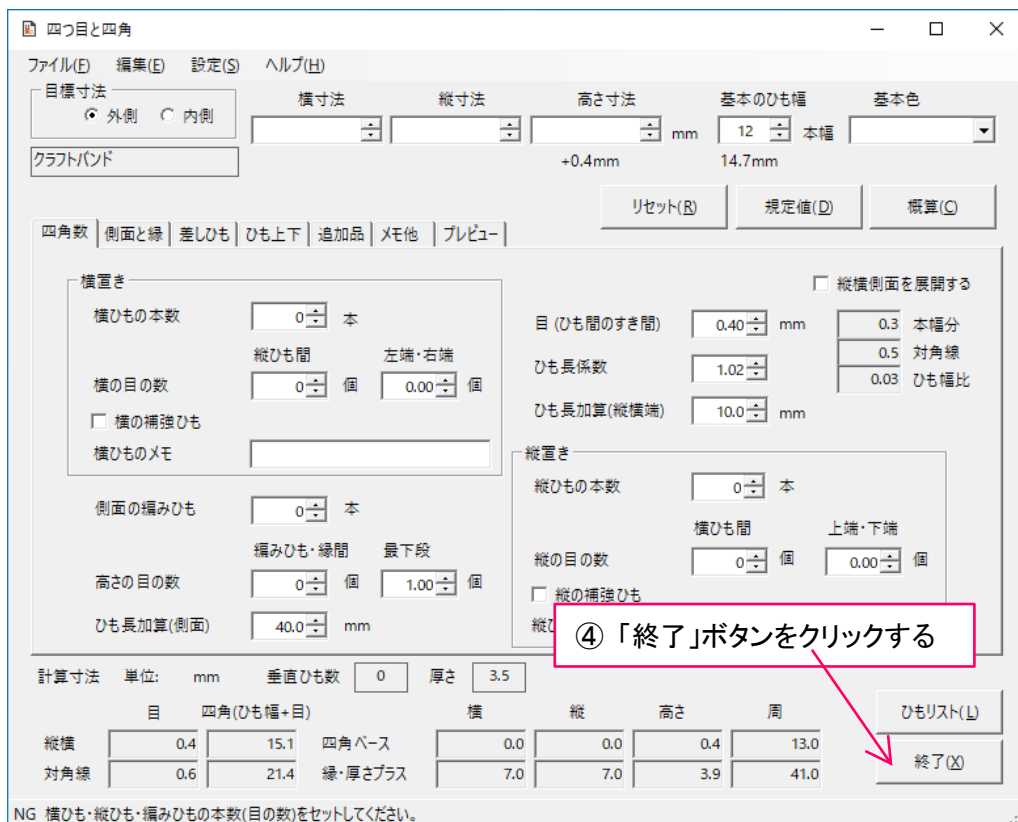 四つ目と四角
ファイル(F) 編集(E) 設定(S) ヘルプ(H)
目標寸法
外側 内側
横寸法 縦寸法 高さ寸法 基本のひも幅 基本色
mm 12 本幅
クラフトバンド
+0.4mm 14.7mm
リセット(R) 規定値(D) 概算(C)
四角数 側面と縁 差しひも ひも上下 追加品 メモ他 プレビュー
横置き
横ひもの本数 0 本
縦ひも間 左端・右端
横の目の数 0 個 0.00 個
横の補強ひも
横ひものメモ
側面の編みひも 0 本
編みひも・縁間 最下段
高さの目の数 0 個 1.00 個
ひも長加算(側面) 40.0 mm
縦横側面を展開する
目 (ひも間のすき間) 0.40 mm 0.3 本幅分
0.5 対角線
ひも長係数 1.02 0.03 ひも幅比
ひも長加算(縦横端) 10.0 mm
縦置き
縦ひもの本数 0 本
横ひも間 上端・下端
縦の目の数 0 個 0.00 個
縦の補強ひも
④ 「終了」ボタンをクリックする
計算寸法 単位: mm 垂直ひも数 0 厚さ 3.5
目 四角(ひも幅+目) 横 縦 高さ 周
縦横 0.4 15.1 四角ベース 0.0 0.0 0.4 13.0
対角線 0.6 21.4 縁・厚さプラス 7.0 7.0 3.9 41.0
ひもリスト(L)
終了(X)
NG 横ひも・縦ひも・編みひもの本数(目の数)をセットしてください。